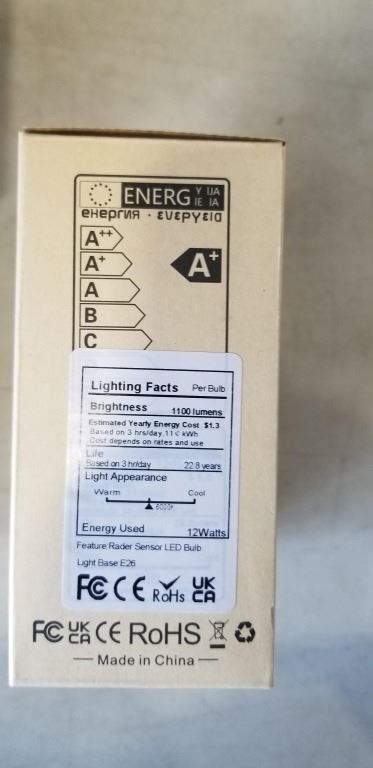 ENERG Y IJA
IE IA
енергия · ενεργεια
A++
A+
A+
A
B
C
Lighting Facts Per Bulb
Brightness 1100 lumens
Estimated Yearly Energy Cost $1.3
Based on 3 hrs/day,11¢ kWh
Cost depends on rates and use
Life
Based on 3 hr/day 22.8 years
Light Appearance
Warm Cool
6000K
Energy Used 12Watts
Feature:Rader Sensor LED Bulb
Light Base E26
FC CE RoHs UK CA
FC UK CA CE RoHS
Made in China